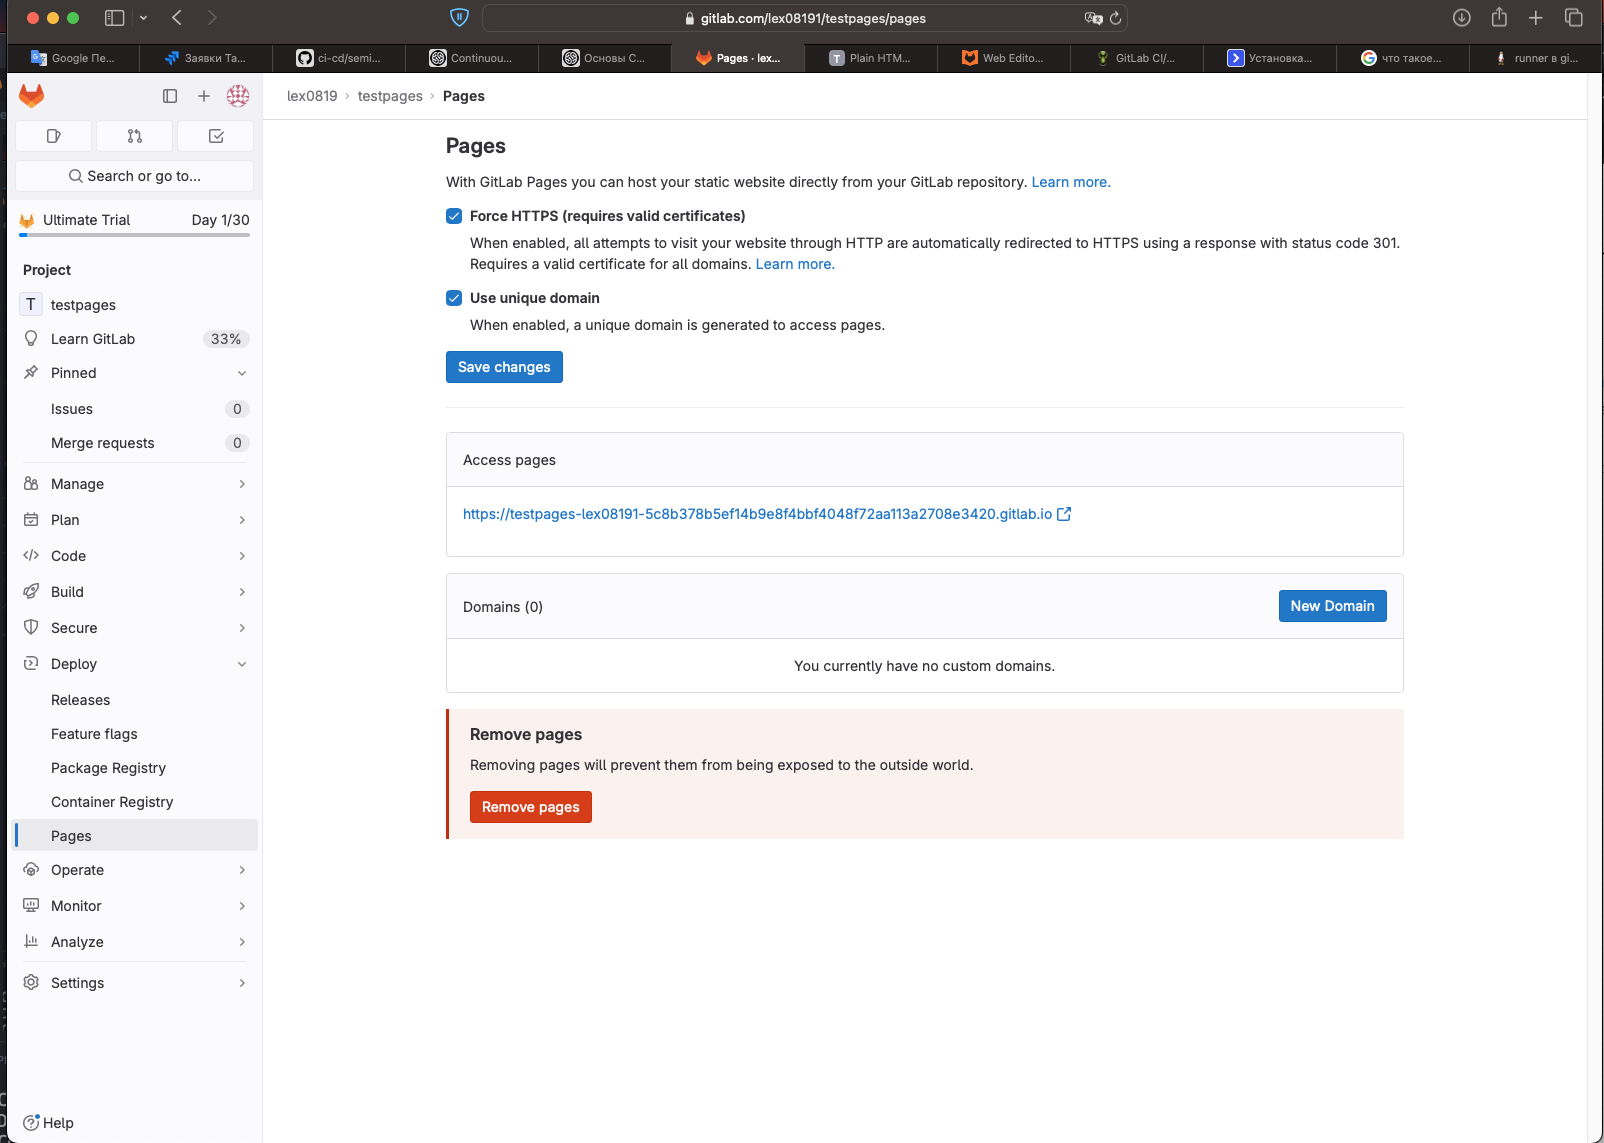 gitlab.com/lex08191/testpages/pages
Google Пе...
Заявки Та...
ci-cd/semi...
Continuou...
Основы С...
Pages · lex...
Plain HTM...
Web Edito...
GitLab CI/...
Установка...
что такое...
runner в gi...
lex0819 › testpages › Pages
Search or go to...
Ultimate Trial Day 1/30
Project
T testpages
Learn GitLab 33%
Pinned
Issues 0
Merge requests 0
Manage
Plan
Code
Build
Secure
Deploy
Releases
Feature flags
Package Registry
Container Registry
Pages
Operate
Monitor
Analyze
Settings
Help
Pages
With GitLab Pages you can host your static website directly from your GitLab repository. Learn more.
Force HTTPS (requires valid certificates)
When enabled, all attempts to visit your website through HTTP are automatically redirected to HTTPS using a response with status code 301.
Requires a valid certificate for all domains. Learn more.
Use unique domain
When enabled, a unique domain is generated to access pages.
Save changes
Access pages
https://testpages-lex08191-5c8b378b5ef14b9e8f4bbf4048f72aa113a2708e3420.gitlab.io
Domains (0) New Domain
You currently have no custom domains.
Remove pages
Removing pages will prevent them from being exposed to the outside world.
Remove pages